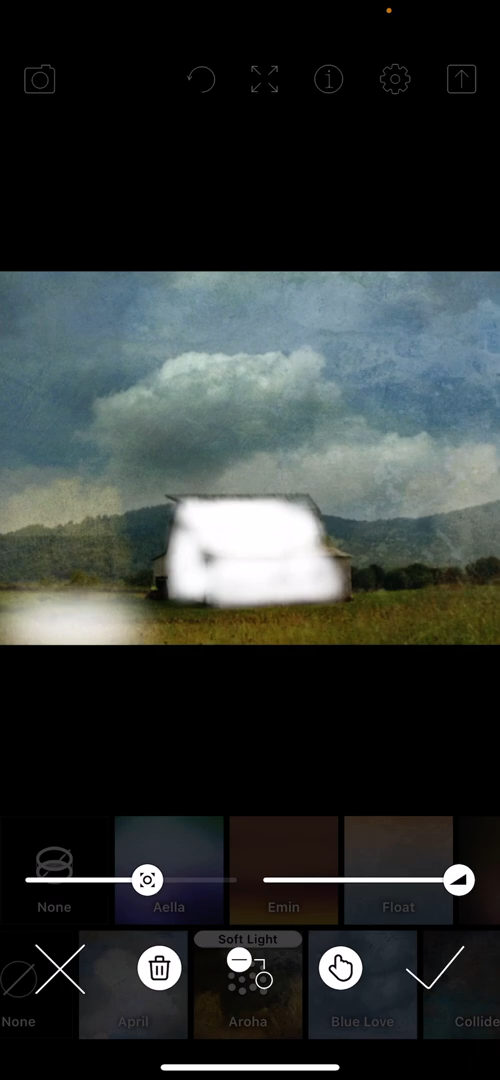 None
Aella
Emin
Float
Soft Light
None
April
Aroha
Blue Love
Collide